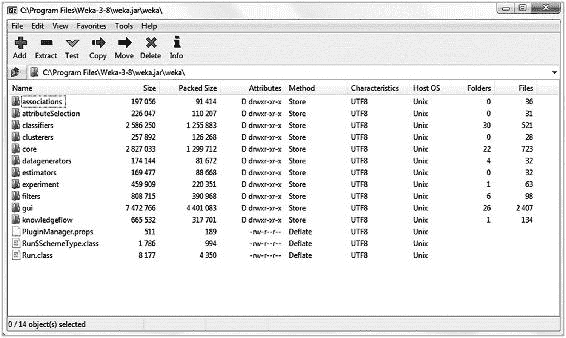 C:\Program Files\Weka-3-8\weka.jar\weka\
File Edit View Favorites Tools Help
Add Extract Test Copy Move Delete Info
C:\Program Files\Weka-3-8\weka.jar\weka\
Name Size Packed Size Attributes Method Characteristics Host OS Folders Files
associations 197 056 91 414 D drwxr-xr-x Store UTF8 Unix 0 36
attributeSelection 226 047 110 207 D drwxr-xr-x Store UTF8 Unix 0 31
classifiers 2 586 250 1 255 883 D drwxr-xr-x Store UTF8 Unix 30 521
clusterers 257 892 126 268 D drwxr-xr-x Store UTF8 Unix 0 28
core 2 827 033 1 299 712 D drwxr-xr-x Store UTF8 Unix 22 723
datagenerators 174 144 81 672 D drwxr-xr-x Store UTF8 Unix 4 32
estimators 169 477 88 668 D drwxr-xr-x Store UTF8 Unix 0 32
experiment 459 909 220 351 D drwxr-xr-x Store UTF8 Unix 1 63
filters 808 715 390 968 D drwxr-xr-x Store UTF8 Unix 6 98
gui 7 472 766 4 401 083 D drwxr-xr-x Store UTF8 Unix 26 2 407
knowledgeflow 665 532 317 701 D drwxr-xr-x Store UTF8 Unix 1 134
PluginManager.props 511 189 -rw-r--r-- Deflate UTF8 Unix
Run$SchemeType.class 1 786 994 -rw-r--r-- Deflate UTF8 Unix
Run.class 8 177 4 350 -rw-r--r-- Deflate UTF8 Unix
0 / 14 object(s) selected